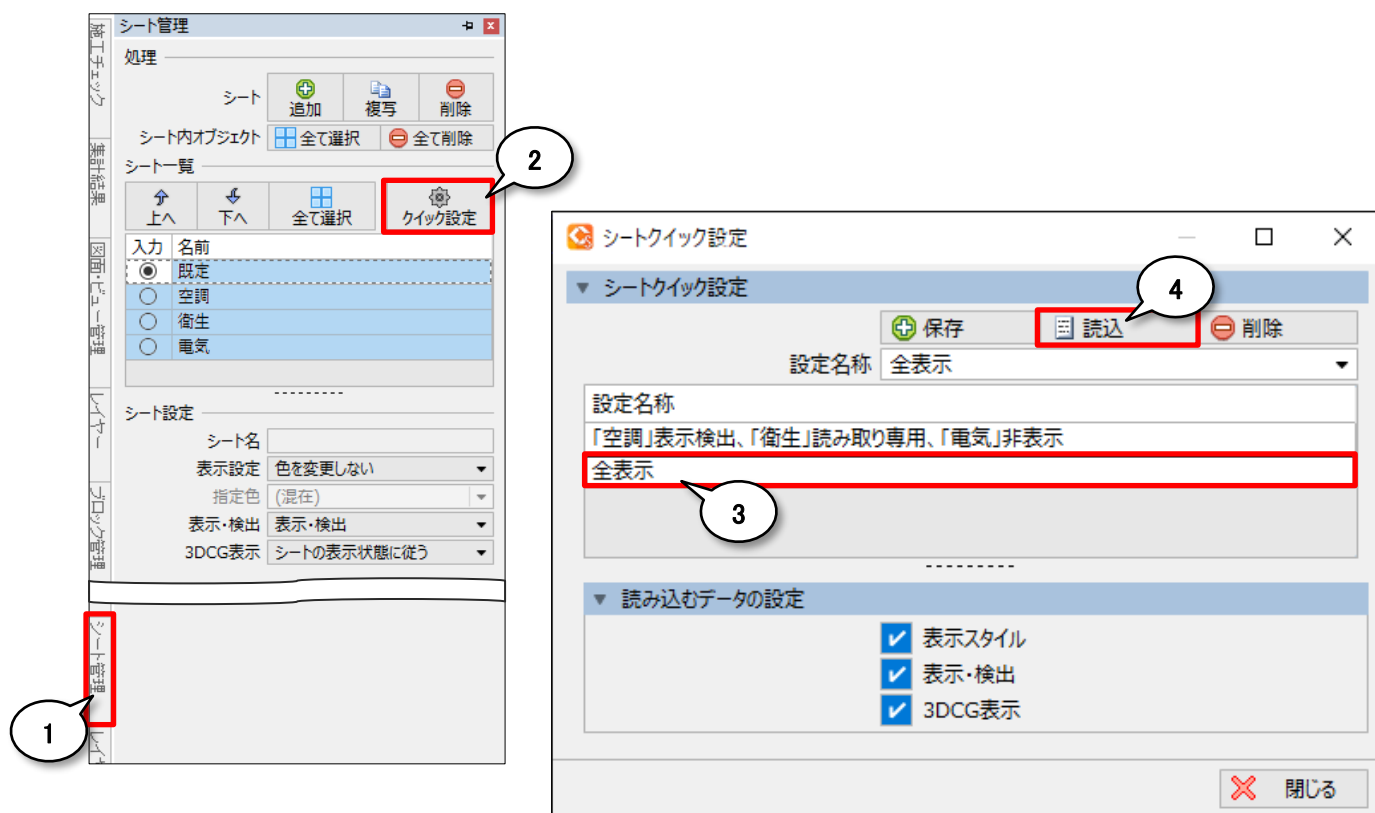 施工チェック
集計結果
図面・ビュー管理
レイヤー
ブロック管理
シート管理
レイヤ
シート管理
処理
シート
追加
複写
削除
シート内オブジェクト
全て選択
全て削除
シート一覧
上へ
下へ
全て選択
クイック設定
入力 名前
既定
空調
衛生
電気
シート設定
シート名
表示設定 色を変更しない
指定色 (混在)
表示・検出 表示・検出
3DCG表示 シートの表示状態に従う
1
2
シートクイック設定
シートクイック設定
4
保存
読込
削除
設定名称 全表示
設定名称
「空調」表示検出、「衛生」読み取り専用、「電気」非表示
全表示
3
読み込むデータの設定
表示スタイル
表示・検出
3DCG表示
閉じる